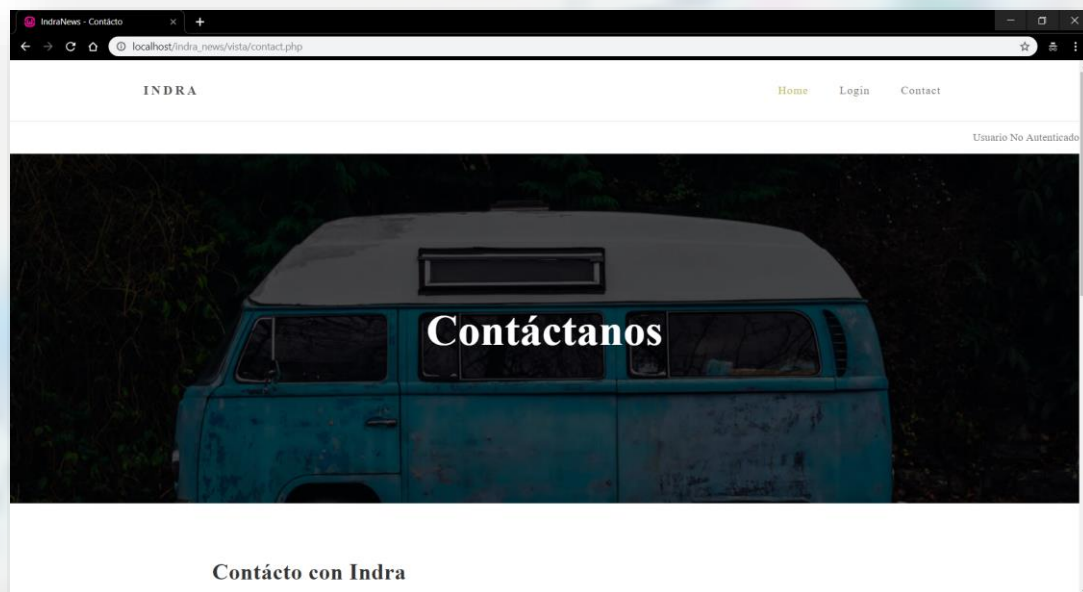 IndraNews - Contácto
localhost/indra_news/vista/contact.php
INDRA
Home Login Contact
Usuario No Autenticado
Contáctanos
Contácto con Indra